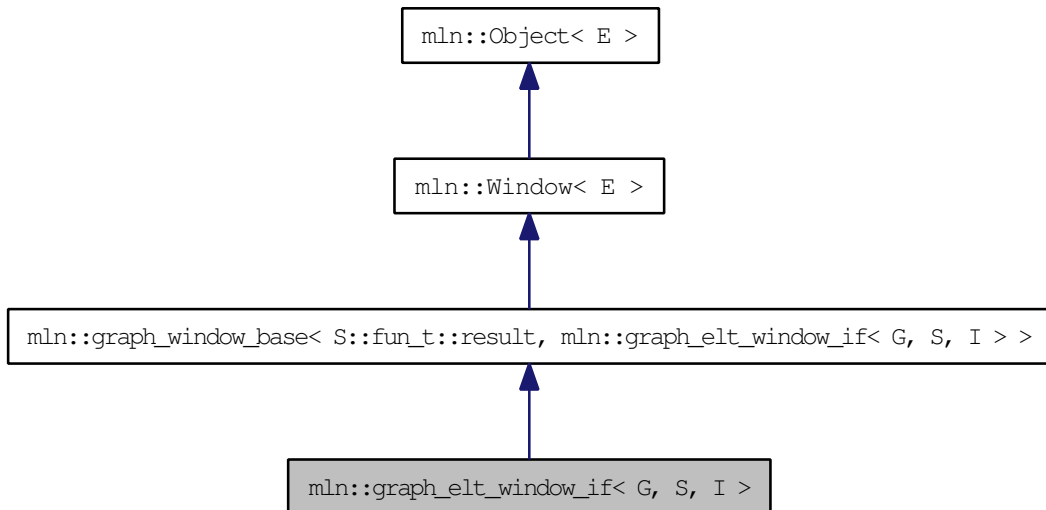 mln::Object< E >
mln::Window< E >
mln::graph_window_base< S::fun_t::result, mln::graph_elt_window_if< G, S, I > >
mln::graph_elt_window_if< G, S, I >